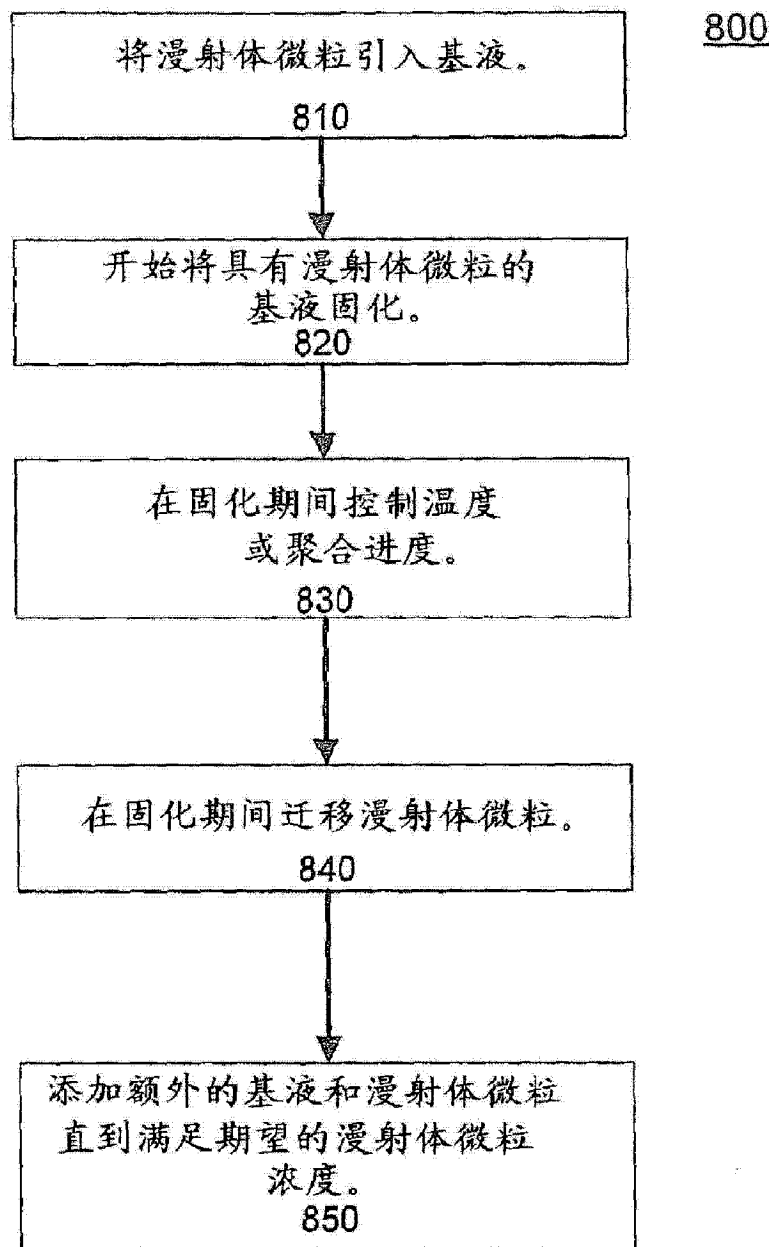 800
将漫射体微粒引入基液。
810
开始将具有漫射体微粒的
基液固化。
820
在固化期间控制温度
或聚合进度。
830
在固化期间迁移漫射体微粒。
840
添加额外的基液和漫射体微粒
直到满足期望的漫射体微粒
浓度。
850